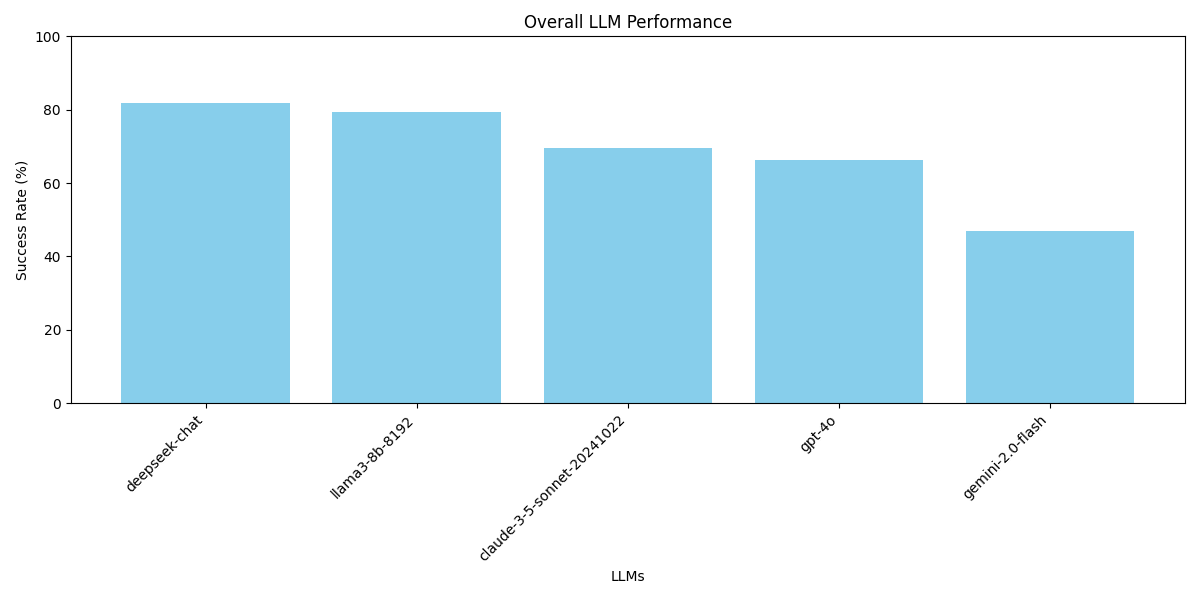 Overall LLM Performance
100
80
60
40
20
0
Success Rate (%)
deepseek-chat
llama3-8b-8192
claude-3-5-sonnet-20241022
gpt-4o
gemini-2.0-flash
LLMs